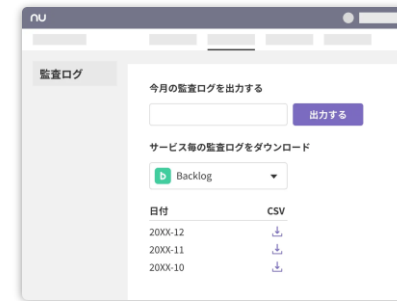 nu
監査ログ
今月の監査ログを出力する
出力する
サービス毎の監査ログをダウンロード
b Backlog
日付 CSV
20XX-12
20XX-11
20XX-10